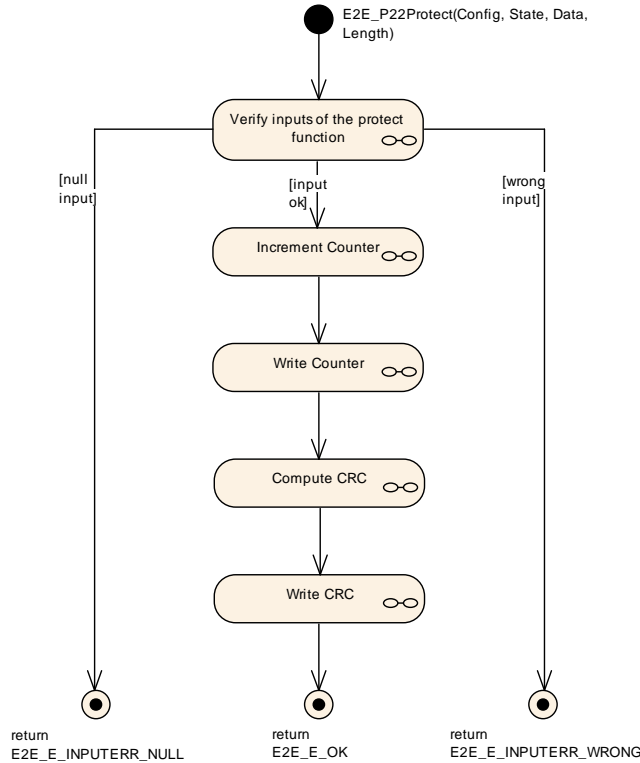 E2E_P22Protect(Config, State, Data,
Length)
Verify inputs of the protect
function
[null
input]
[input
ok]
[wrong
input]
Increment Counter
Write Counter
Compute CRC
Write CRC
return
E2E_E_INPUTERR_NULL
return
E2E_E_OK
return
E2E_E_INPUTERR_WRONG